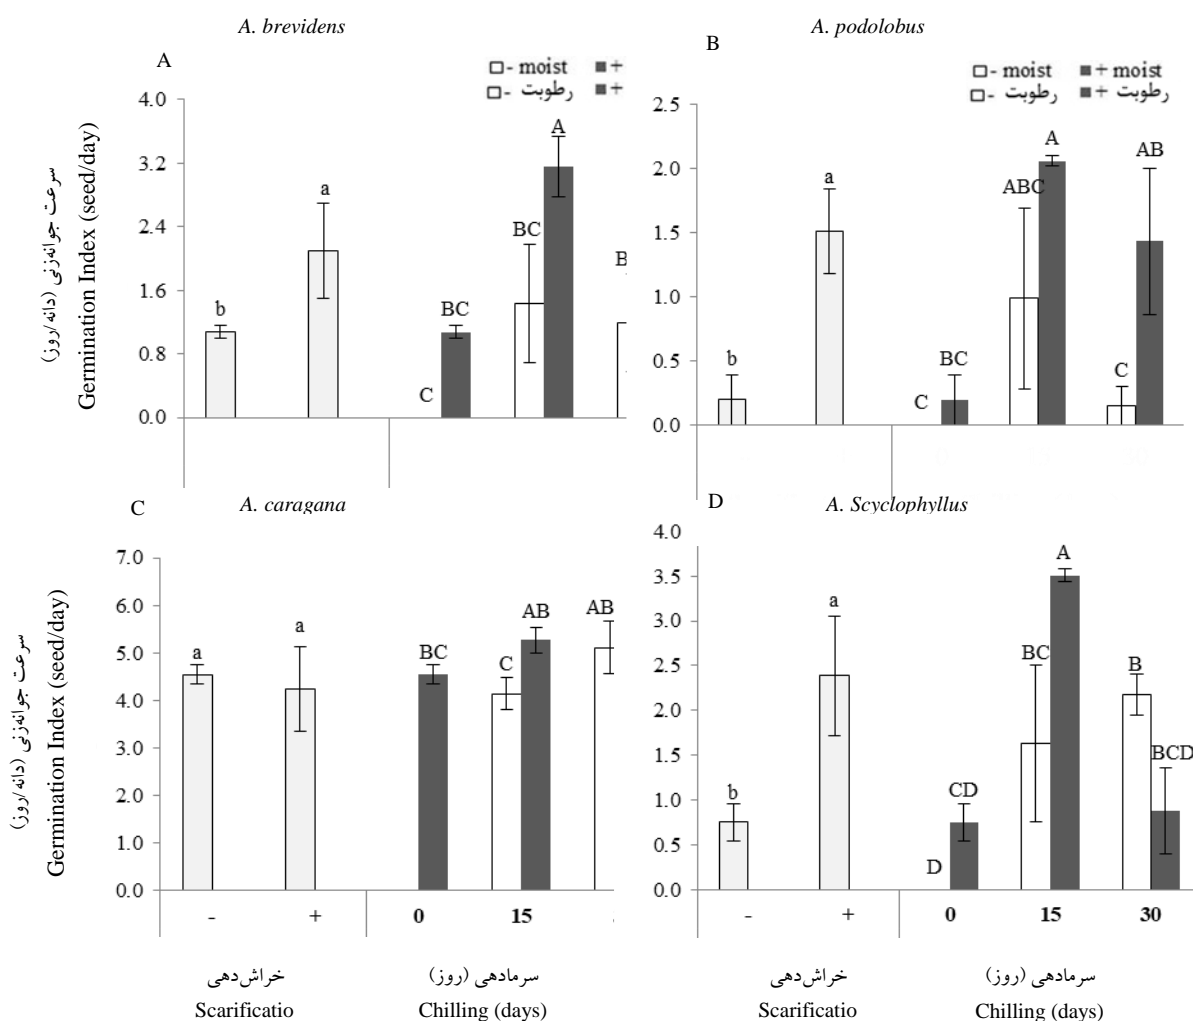 A. brevidens
A
- moist +
- رطوبت +
4.0
3.2
2.4
1.6
0.8
0.0
b
a
C
BC
BC
A
B
سرعت جوانه‌زنی (دانه/روز)
Germination Index (seed/day)
A. podolobus
B
- moist + moist
- رطوبت + رطوبت
2.5
2.0
1.5
1.0
0.5
0.0
b
a
C
BC
ABC
A
C
AB
A. caragana
C
7.0
6.0
5.0
4.0
3.0
2.0
1.0
0.0
a
a
BC
C
AB
AB
سرعت جوانه‌زنی (دانه/روز)
Germination Index (seed/day)
- + 0 15
خراش‌دهی سرمادهی (روز)
Scarificatio Chilling (days)
A. Scyclophyllus
D
4.0
3.5
3.0
2.5
2.0
1.5
1.0
0.5
0.0
b
a
D
CD
BC
A
B
BCD
- + 0 15 30
خراش‌دهی سرمادهی (روز)
Scarificatio Chilling (days)